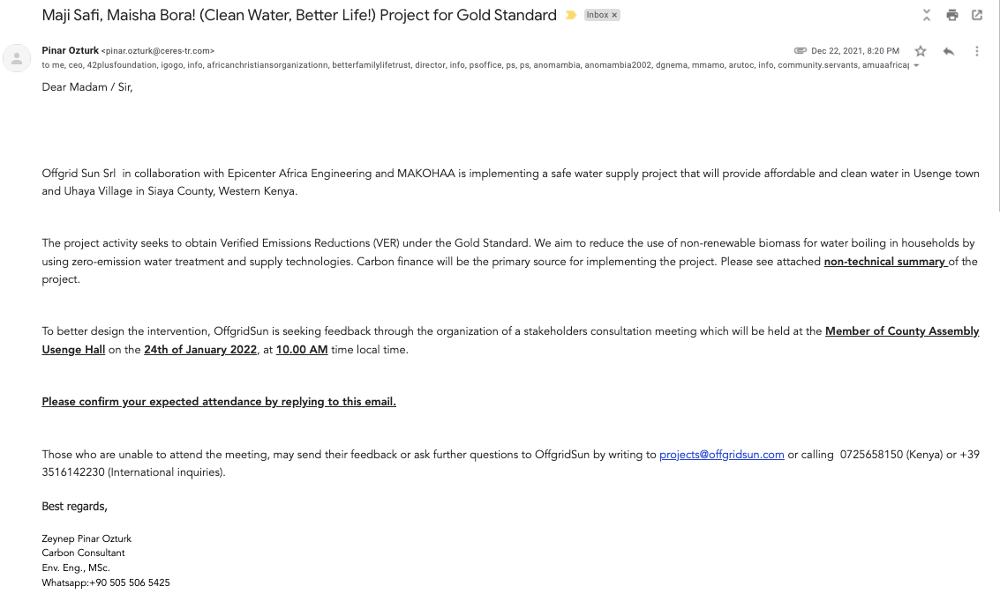 Maji Safi, Maisha Bora! (Clean Water, Better Life!) Project for Gold Standard
Inbox ×
Pinar Ozturk <pinar.ozturk@ceres-tr.com>
Dec 22, 2021, 8:20 PM
to me, ceo, 42plusfoundation, igogo, info, africanchristiansorganizationn, betterfamilylifetrust, director, info, psoffice, ps, ps, anomambia, anomambia2002, dgnema, mmamo, arutoc, info, community.servants, amuaafrica
Dear Madam / Sir,
Offgrid Sun Srl  in collaboration with Epicenter Africa Engineering and MAKOHAA is implementing a safe water supply project that will provide affordable and clean water in Usenge town
and Uhaya Village in Siaya County, Western Kenya.
The project activity seeks to obtain Verified Emissions Reductions (VER) under the Gold Standard. We aim to reduce the use of non-renewable biomass for water boiling in households by
using zero-emission water treatment and supply technologies. Carbon finance will be the primary source for implementing the project. Please see attached non-technical summary of the
project.
To better design the intervention, OffgridSun is seeking feedback through the organization of a stakeholders consultation meeting which will be held at the Member of County Assembly
Usenge Hall on the 24th of January 2022, at 10.00 AM time local time.
Please confirm your expected attendance by replying to this email.
Those who are unable to attend the meeting, may send their feedback or ask further questions to OffgridSun by writing to projects@offgridsun.com or calling  0725658150 (Kenya) or +39
3516142230 (International inquiries).
Best regards,
Zeynep Pinar Ozturk
Carbon Consultant
Env. Eng., MSc.
Whatsapp:+90 505 506 5425